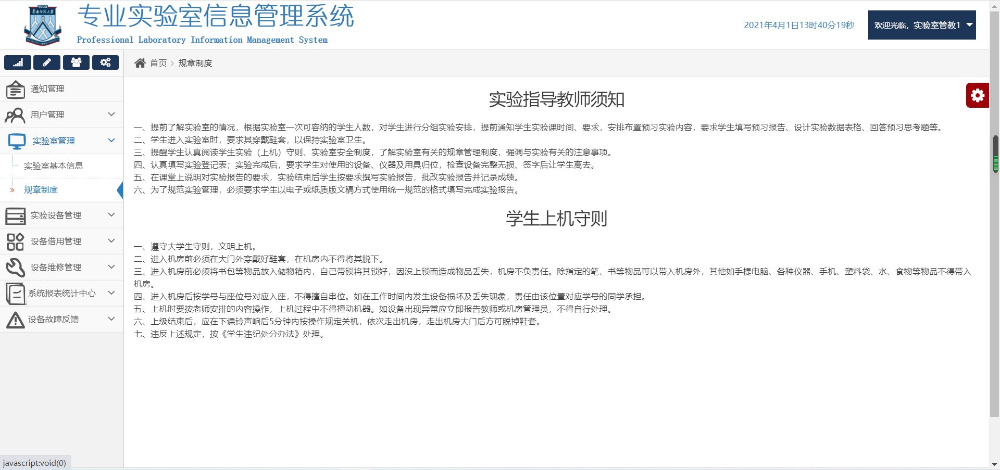 专业实验室信息管理系统
Professional Laboratory Information Management System
2021年4月1日13时40分19秒
欢迎光临，实验室管教1
首页
规章制度
通知管理
用户管理
实验室管理
实验室基本信息
规章制度
实验设备管理
设备借用管理
设备维修管理
系统报表统计中心
设备故障反馈
实验指导教师须知
一、提前了解实验室的情况，根据实验室一次可容纳的学生人数，对学生进行分组实验安排，提前通知学生实验课时间、要求，安排布置预习实验内容，要求学生填写预习报告、设计实验数据表格、回答预习思考题等。
二、学生进入实验室时，要求其穿戴鞋套，以保持实验室卫生。
三、提醒学生认真阅读学生实验（上机）守则、实验室安全制度，了解实验室有关的规章管理制度，强调与实验有关的注意事项。
四、认真填写实验登记表；实验完成后，要求学生对使用的设备、仪器及用具归位，检查设备完整无损、签字后让学生离去。
五、在课堂上说明对实验报告的要求，实验结束后学生按要求撰写实验报告，批改实验报告并记录成绩。
六、为了规范实验管理，必须要求学生以电子或纸质版文稿方式使用统一规范的格式填写完成实验报告。
学生上机守则
一、遵守大学生守则，文明上机。
二、进入机房前必须在大门外穿戴好鞋套，在机房内不得将其脱下。
三、进入机房前必须将书包等物品放入储物箱内，自己带锁将其锁好，因没上锁而造成物品丢失，机房不负责任。除指定的笔、书等物品可以带入机房外，其他如手提电脑、各种仪器、手机、塑料袋、水、食物等物品不得带入
机房。
四、进入机房后按学号与座位号对应入座，不得擅自串位。如在工作时间内发生设备损坏及丢失现象，责任由该位置对应学号的同学承担。
五、上机时要按老师安排的内容操作，上机过程中不得擅动机器。如设备出现异常应立即报告教师或机房管理员，不得自行处理。
六、上级结束后，应在下课铃声响后5分钟内按操作规定关机，依次走出机房，走出机房大门后方可脱掉鞋套。
七、违反上述规定，按《学生违纪处分办法》处理。
javascript:void(0)